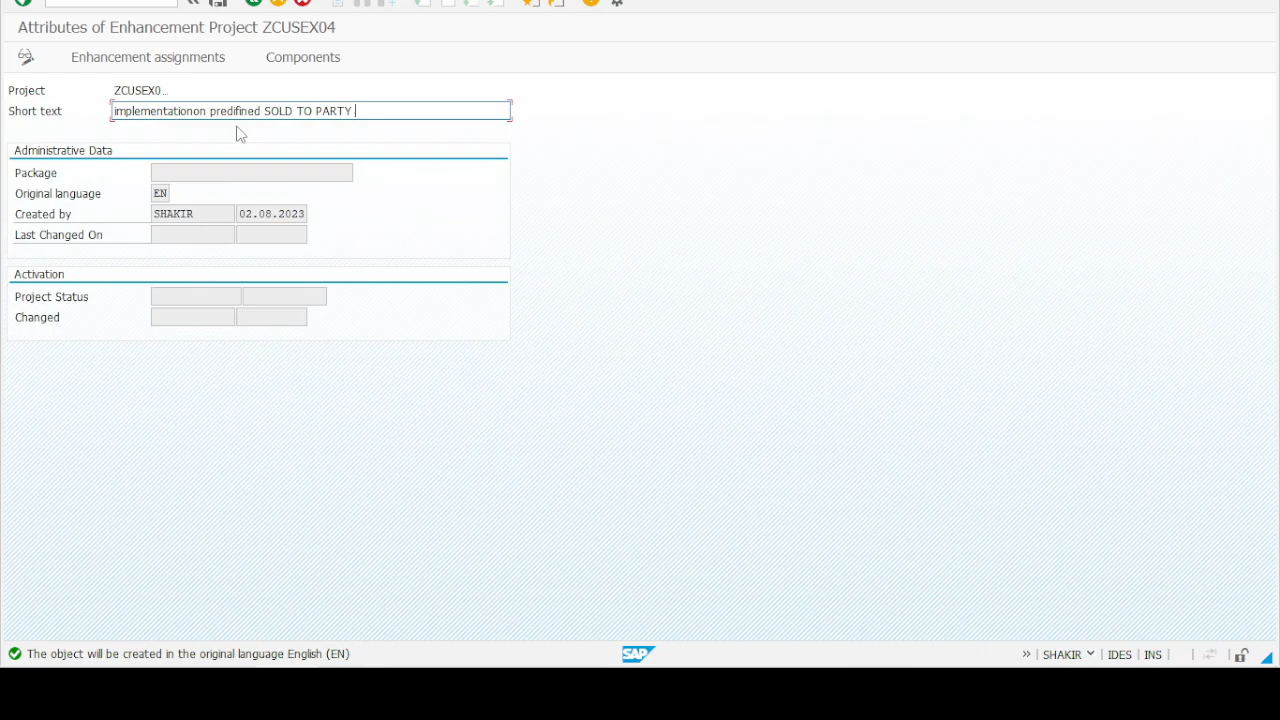 Attributes of Enhancement Project ZCUSEX04
Enhancement assignments Components
Project ZCUSEX0...
Short text implementationon predifined SOLD TO PARTY
Administrative Data
Package
Original language EN
Created by SHAKIR 02.08.2023
Last Changed On
Activation
Project Status
Changed
The object will be created in the original language English (EN) SAP SHAKIR IDES INS